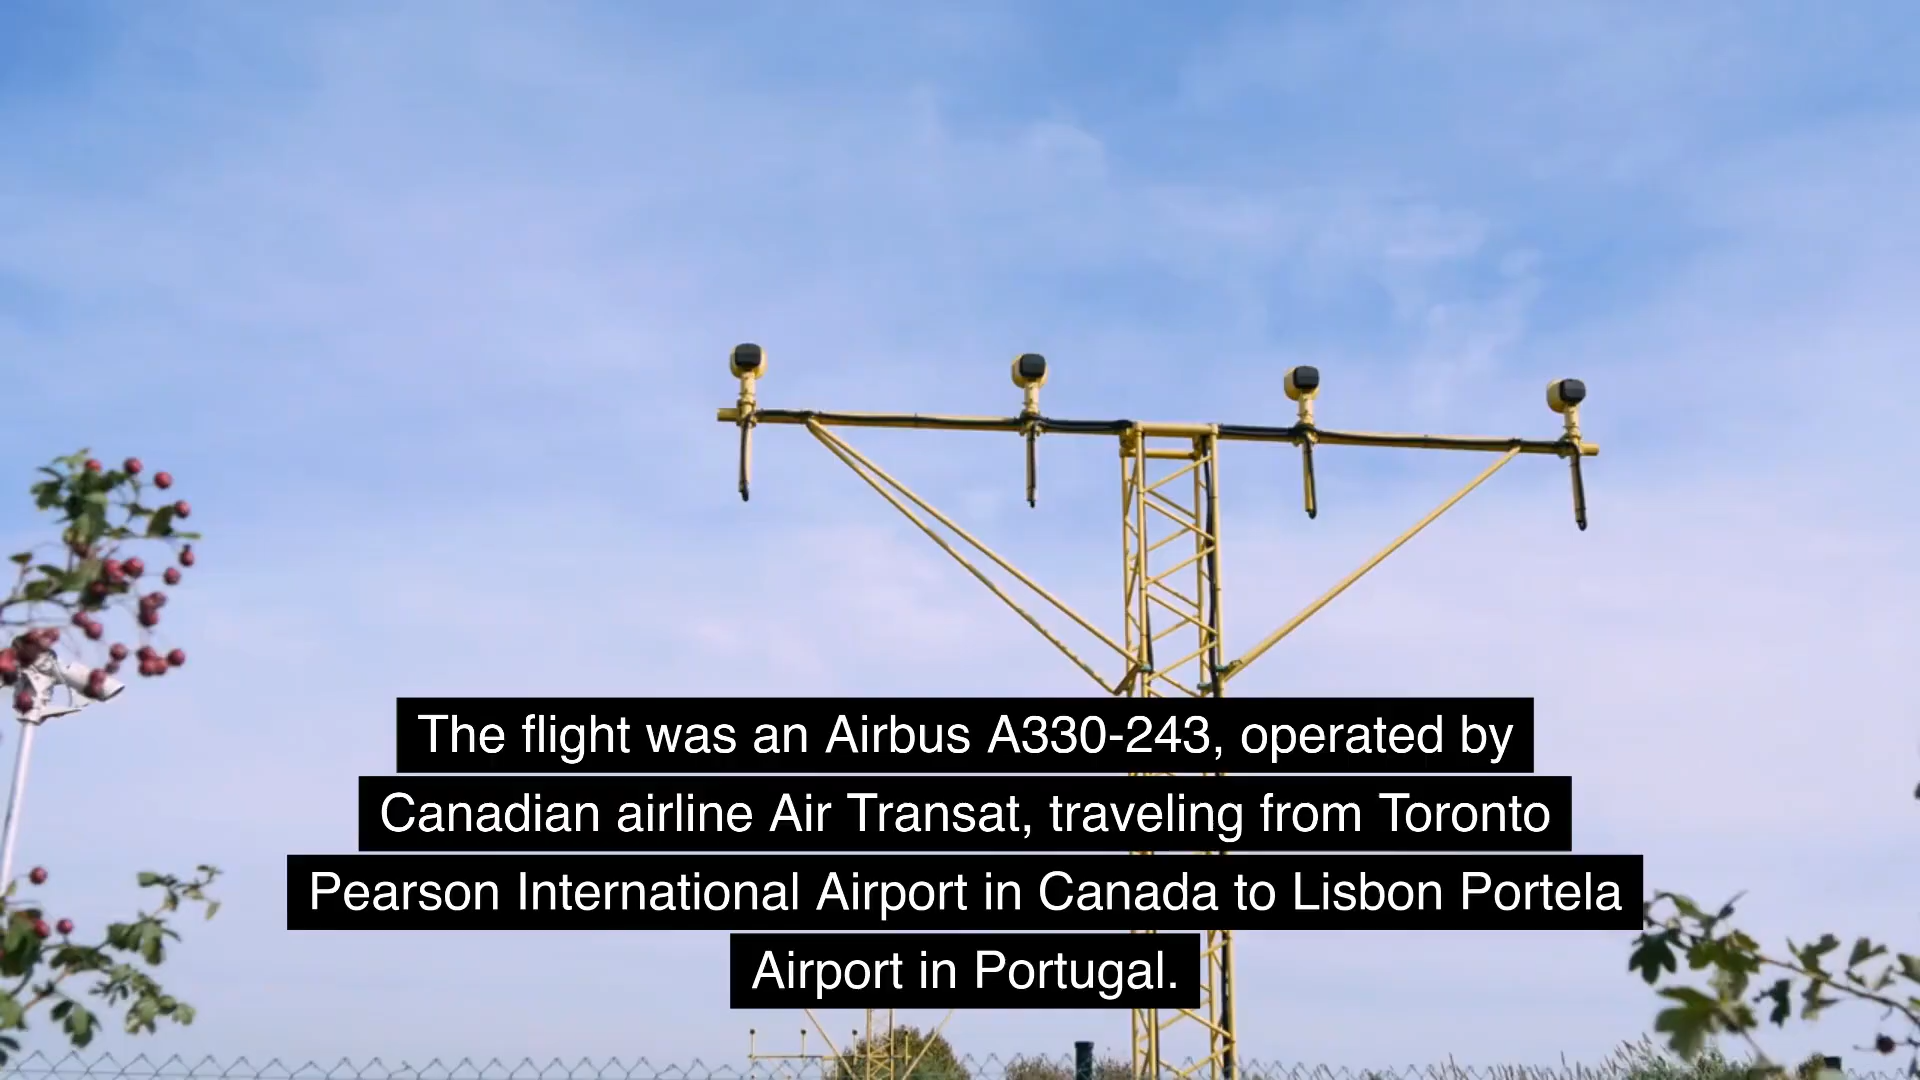 The flight was an Airbus A330-243, operated by
Canadian airline Air Transat, traveling from Toronto
Pearson International Airport in Canada to Lisbon Portela
Airport in Portugal.